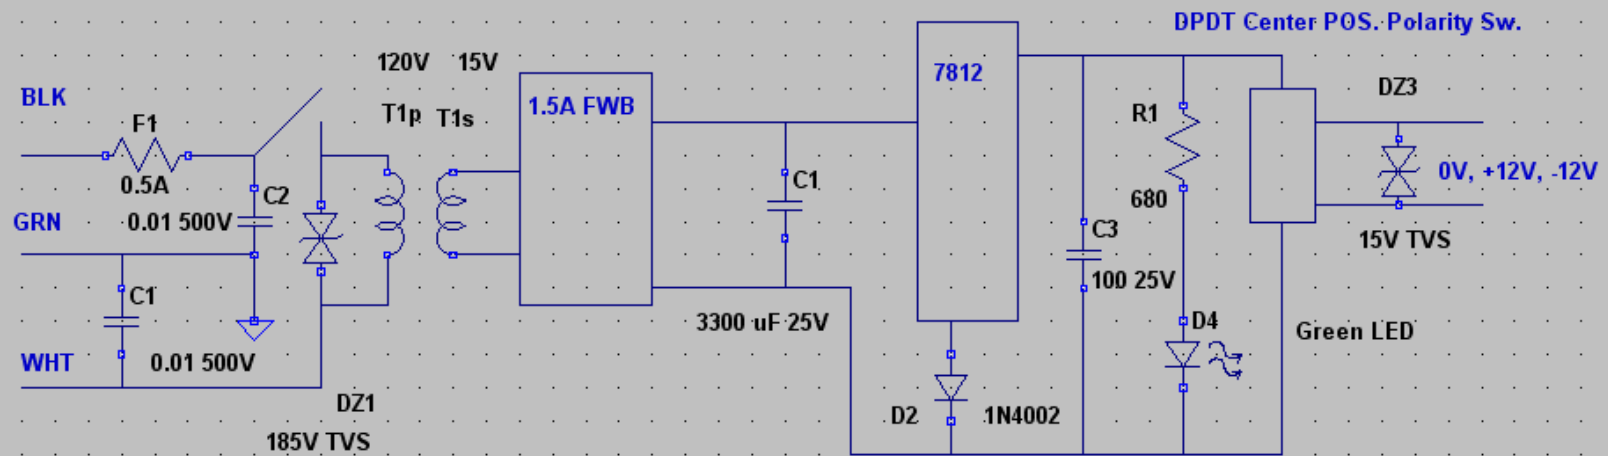 DPDT Center POS. Polarity Sw.
120V 15V
7812
DZ3
BLK
1.5A FWB
F1
T1p T1s
R1
0.5A
C2
C1
0V, +12V, -12V
GRN
0.01 500V
680
C3
15V TVS
100 25V
C1
3300 uF 25V
D4
Green LED
WHT
0.01 500V
DZ1
D2
1N4002
185V TVS